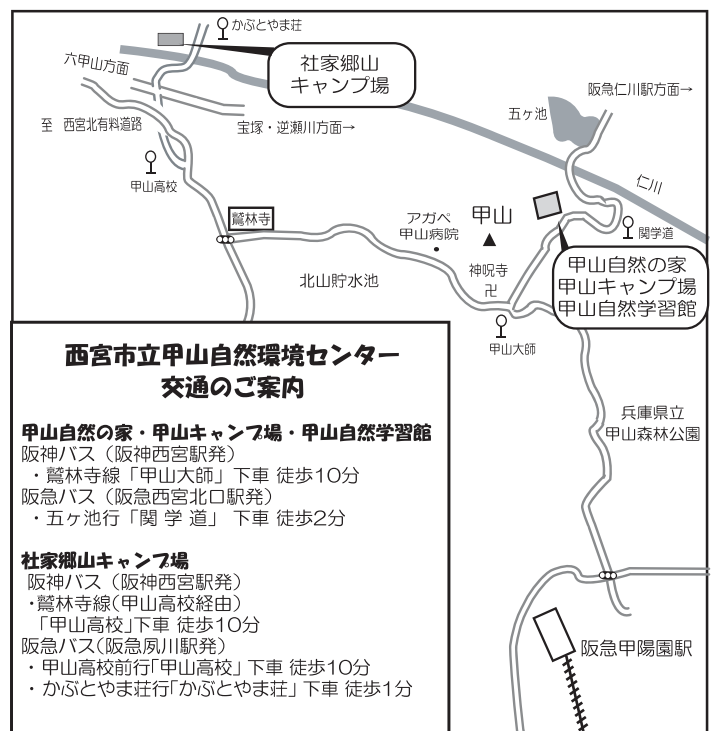 かぶとやま荘
六甲山方面
社家郷山
キャンプ場
阪急仁川駅方面→
五ヶ池
至 西宮北有料道路
宝塚・逆瀬川方面→
甲山高校
仁川
鷲林寺
アガペ
甲山病院
甲山
関学道
神呪寺
卍
甲山自然の家
甲山キャンプ場
甲山自然学習館
北山貯水池
甲山大師
西宮市立甲山自然環境センター
交通のご案内
兵庫県立
甲山森林公園
甲山自然の家・甲山キャンプ場・甲山自然学習館
阪神バス（阪神西宮駅発）
・鷲林寺線「甲山大師」下車 徒歩10分
阪急バス（阪急西宮北口駅発）
・五ヶ池行「関 学 道」 下車 徒歩2分
社家郷山キャンプ場
阪神バス（阪神西宮駅発）
・鷲林寺線（甲山高校経由）
「甲山高校」下車 徒歩10分
阪急バス（阪急夙川駅発）
・甲山高校前行「甲山高校」 下車 徒歩10分
・かぶとやま荘行「かぶとやま荘」 下車 徒歩1分
阪急甲陽園駅